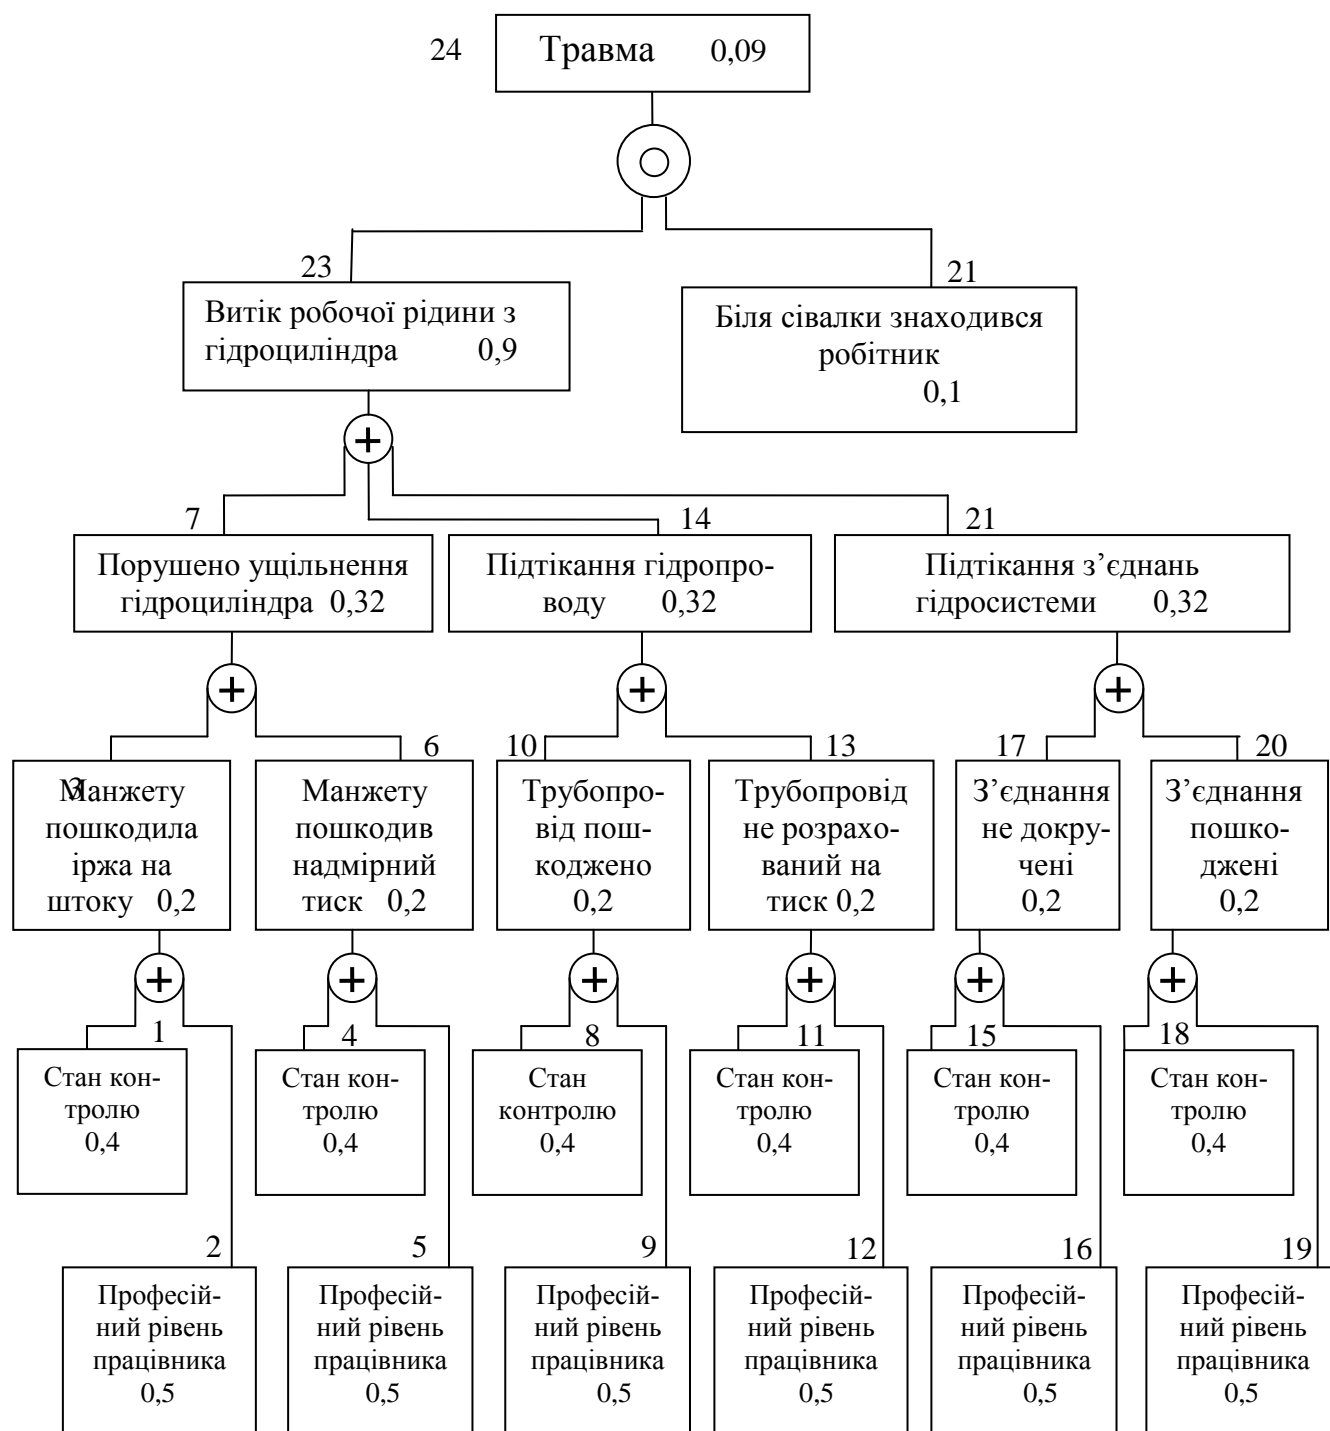 24
Травма 0,09
23
21
Витік робочої рідини з
гідроциліндра 0,9
Біля сівалки знаходився
робітник
0,1
+
7
14
21
Порушено ущільнення
гідроциліндра 0,32
Підтікання гідропро-
воду 0,32
Підтікання з’єднань
гідросистеми 0,32
+
+
+
3
6
10
13
17
20
Манжету
пошкодила
іржа на
штоку 0,2
Манжету
пошкодив
надмірний
тиск 0,2
Трубопро-
від пош-
коджено
0,2
Трубопровід
не розрахо-
ваний на
тиск 0,2
З’єднання
не докру-
чені
0,2
З’єднання
пошко-
джені
0,2
+
+
+
+
+
+
1
4
8
11
15
18
Стан кон-
тролю
0,4
Стан кон-
тролю
0,4
Стан
контролю
0,4
Стан кон-
тролю
0,4
Стан кон-
тролю
0,4
Стан кон-
тролю
0,4
2
5
9
12
16
19
Професій-
ний рівень
працівника
0,5
Професій-
ний рівень
працівника
0,5
Професій-
ний рівень
працівника
0,5
Професій-
ний рівень
працівника
0,5
Професій-
ний рівень
працівника
0,5
Професій-
ний рівень
працівника
0,5